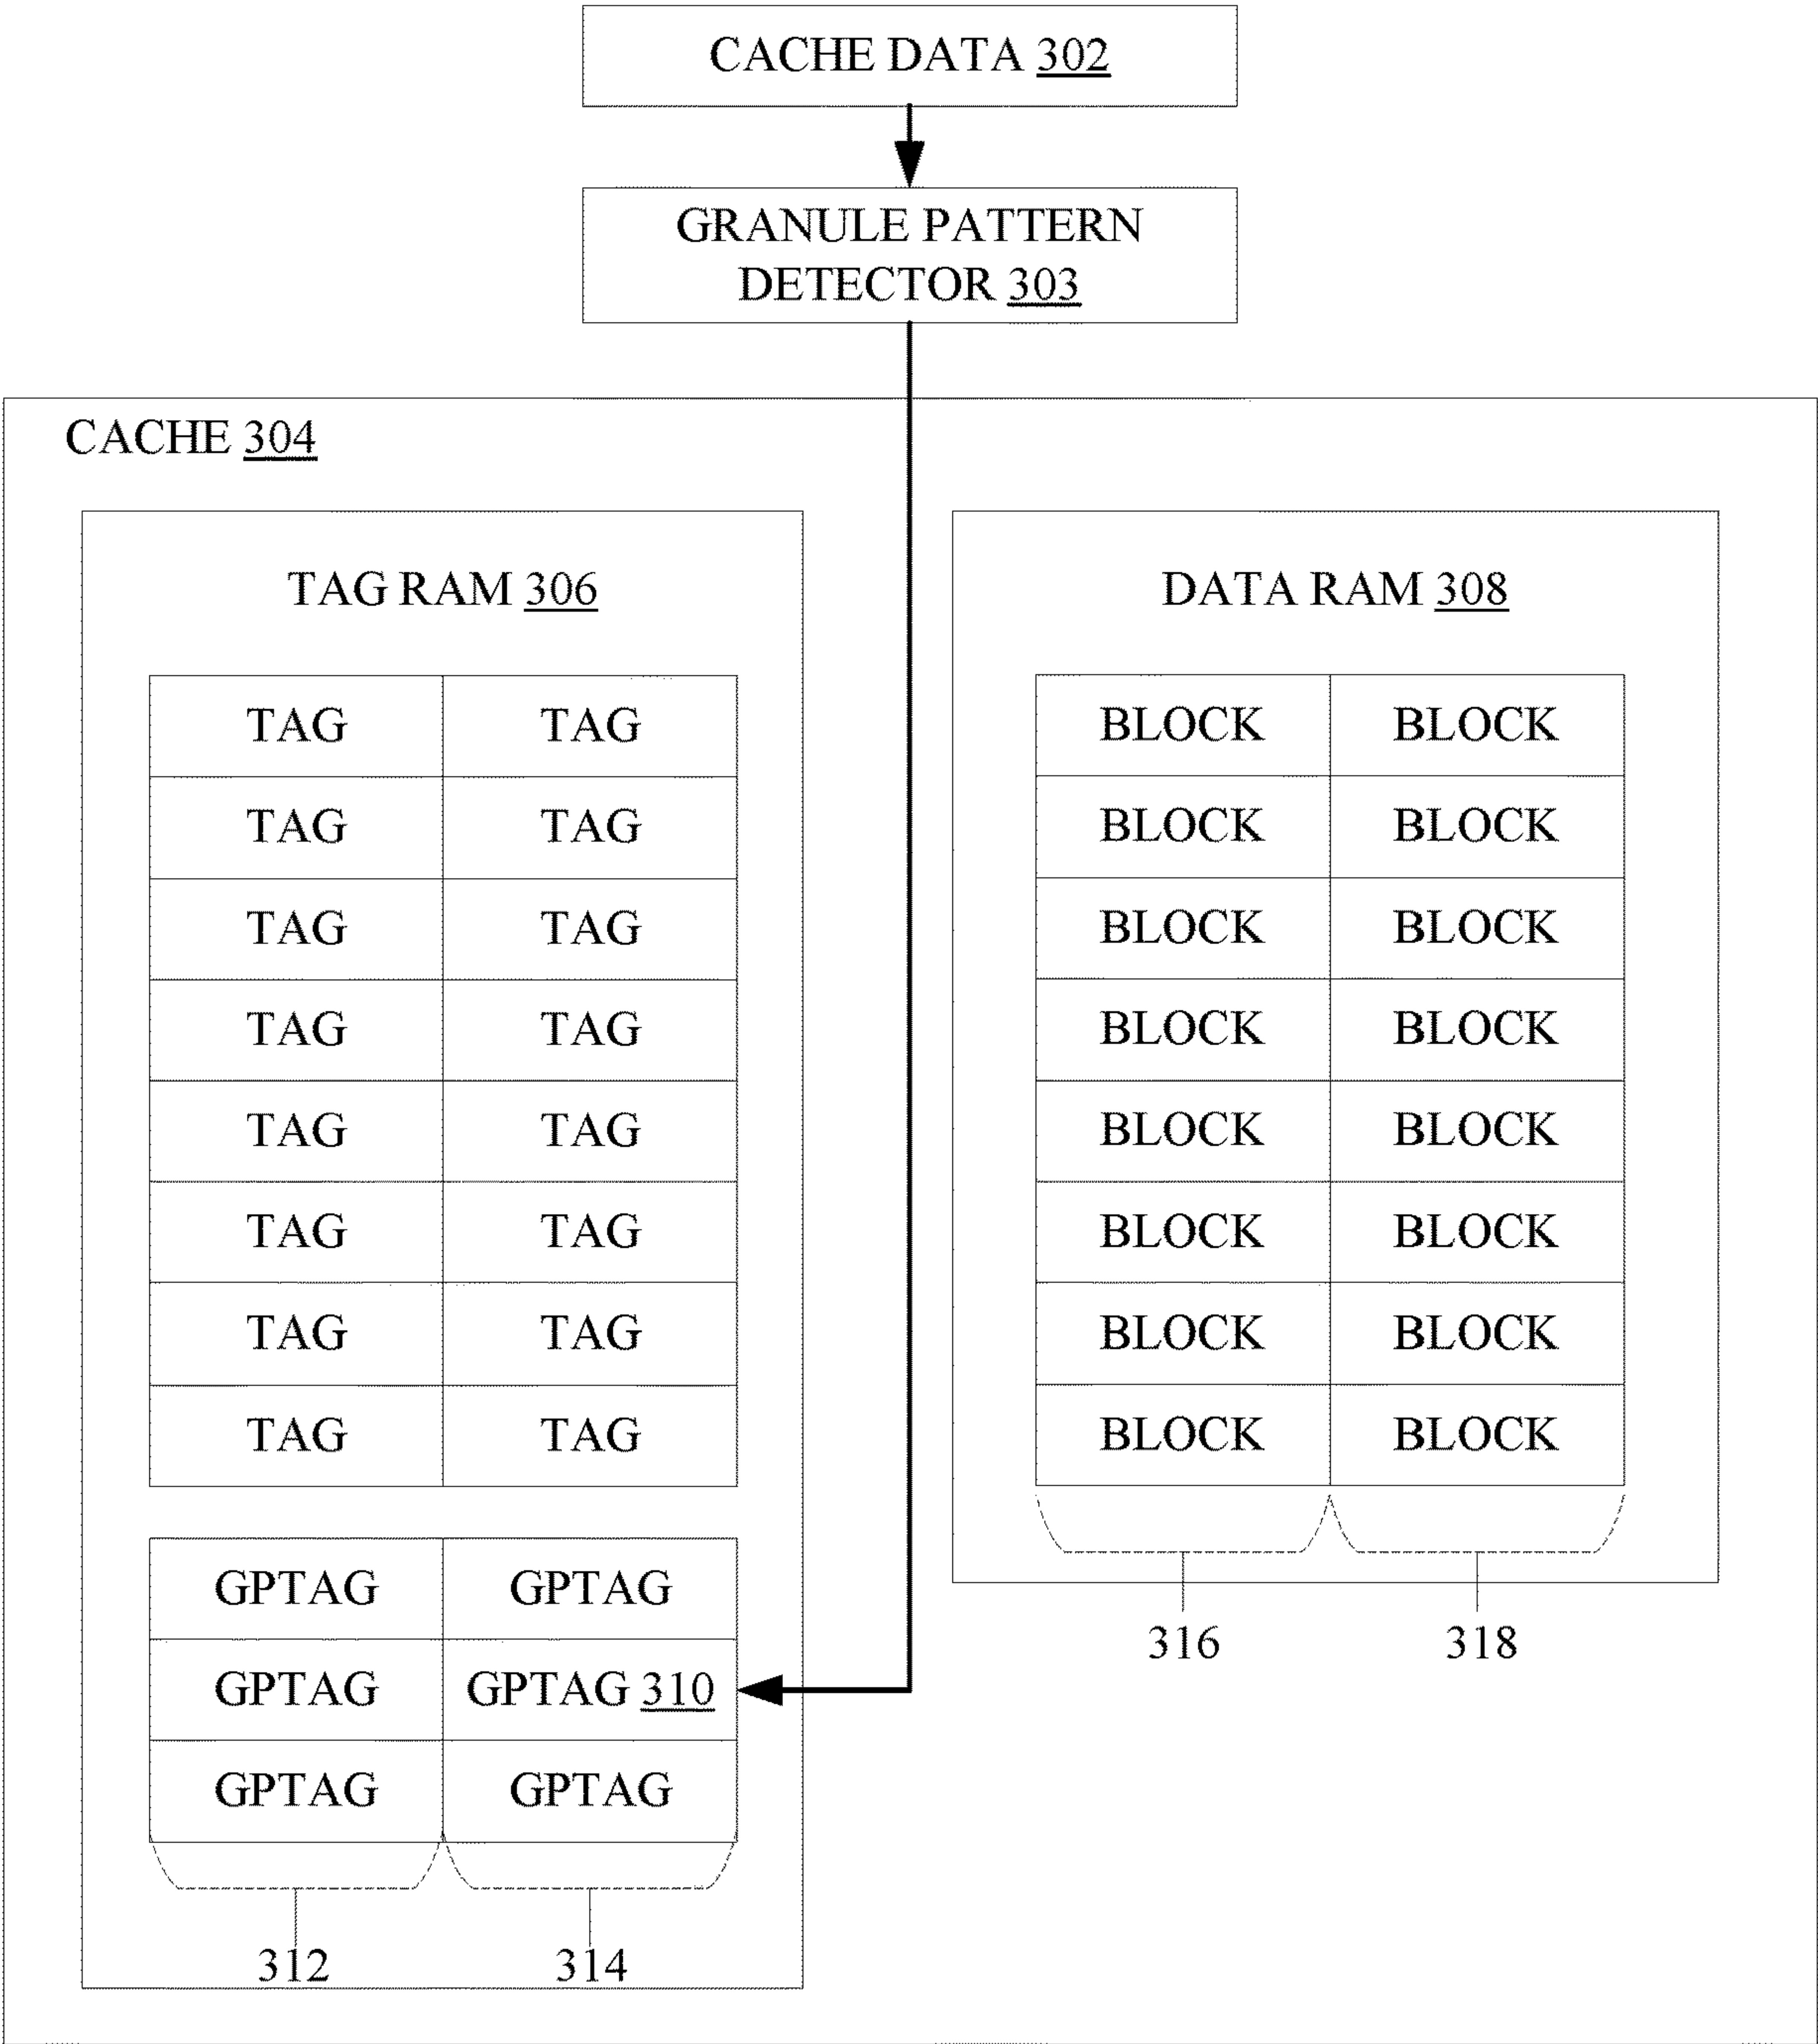 CACHE DATA 302
GRANULE PATTERN
DETECTOR 303
CACHE 304
TAG RAM 306
TAG TAG
TAG TAG
TAG TAG
TAG TAG
TAG TAG
TAG TAG
TAG TAG
TAG TAG
GPTAG GPTAG
GPTAG GPTAG 310
GPTAG GPTAG
312 314
DATA RAM 308
BLOCK BLOCK
BLOCK BLOCK
BLOCK BLOCK
BLOCK BLOCK
BLOCK BLOCK
BLOCK BLOCK
BLOCK BLOCK
BLOCK BLOCK
316 318